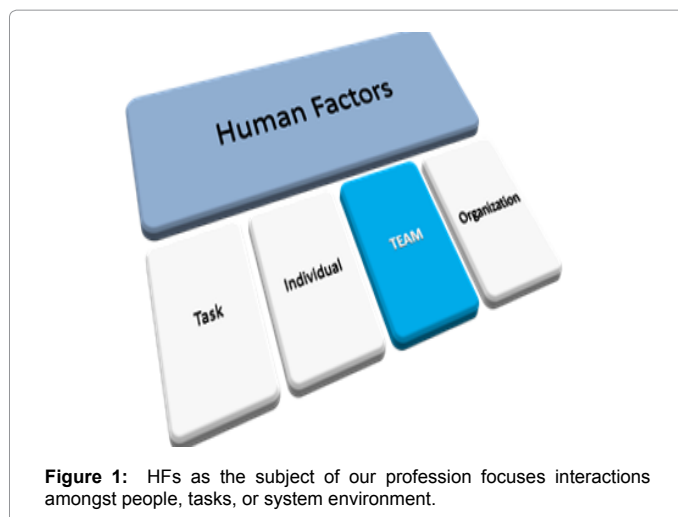 Human Factors
Task
Individual
TEAM
Organization
Figure 1: HFs as the subject of our profession focuses interactions
amongst people, tasks, or system environment.